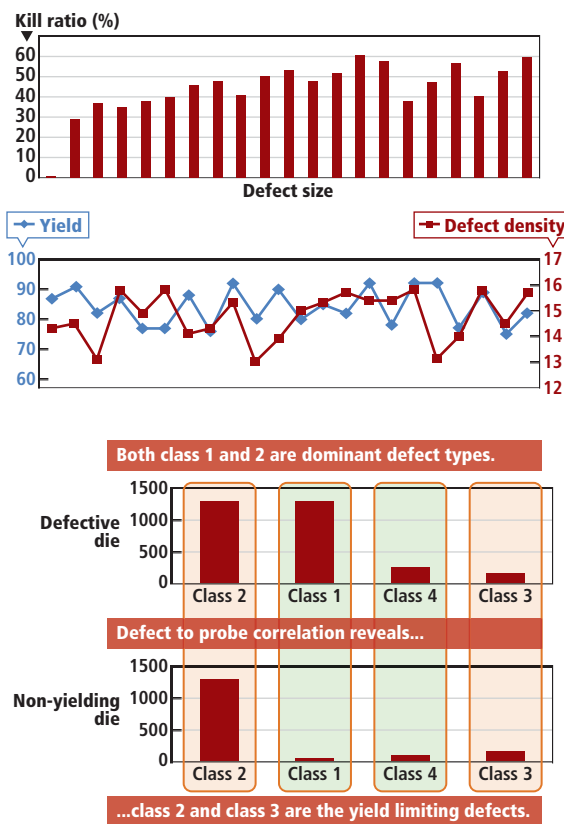 Kill ratio (%)
60
50
40
30
20
10
0
Defect size
Yield
Defect density
100
90
80
70
60
17
16
15
14
13
12
Both class 1 and 2 are dominant defect types.
Defective
die
1500
1000
500
0
Class 2 Class 1 Class 4 Class 3
Defect to probe correlation reveals...
Non-yielding
die
1500
1000
500
0
Class 2 Class 1 Class 4 Class 3
...class 2 and class 3 are the yield limiting defects.